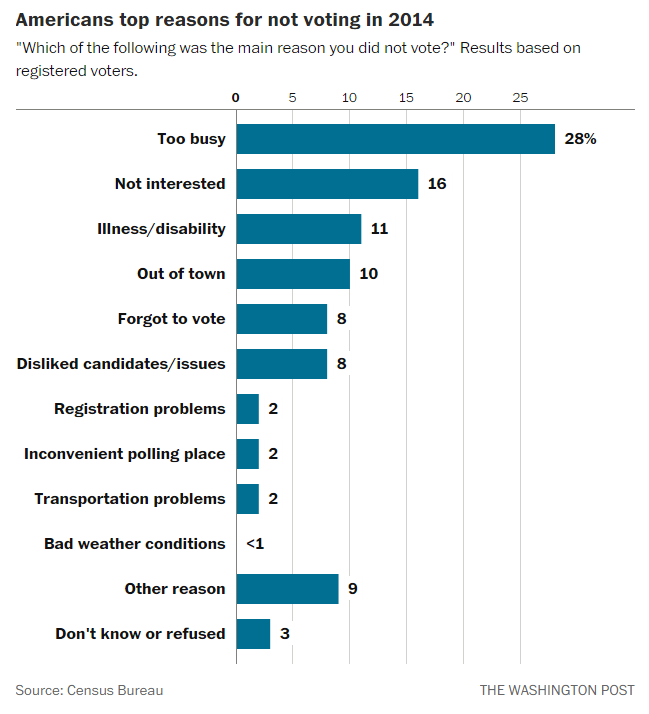 Americans top reasons for not voting in 2014
"Which of the following was the main reason you did not vote?" Results based on
registered voters.
0 5 10 15 20 25
Too busy 28%
Not interested 16
Illness/disability 11
Out of town 10
Forgot to vote 8
Disliked candidates/issues 8
Registration problems 2
Inconvenient polling place 2
Transportation problems 2
Bad weather conditions <1
Other reason 9
Don't know or refused 3
Source: Census Bureau THE WASHINGTON POST